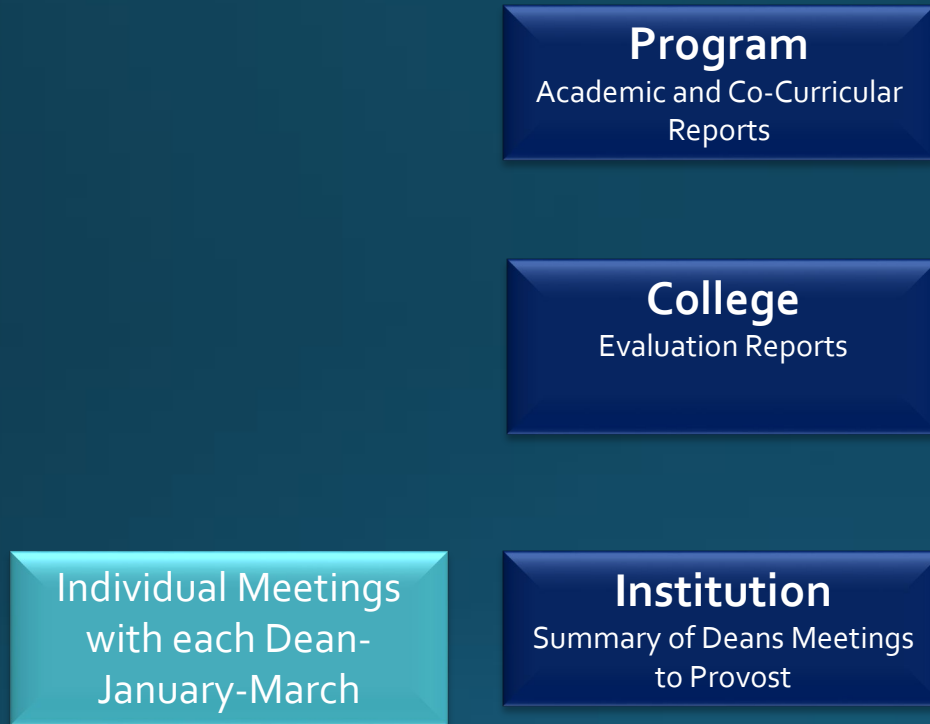 Program
Academic and Co-Curricular
Reports
College
Evaluation Reports
Individual Meetings
with each Dean-
January-March
Institution
Summary of Deans Meetings
to Provost